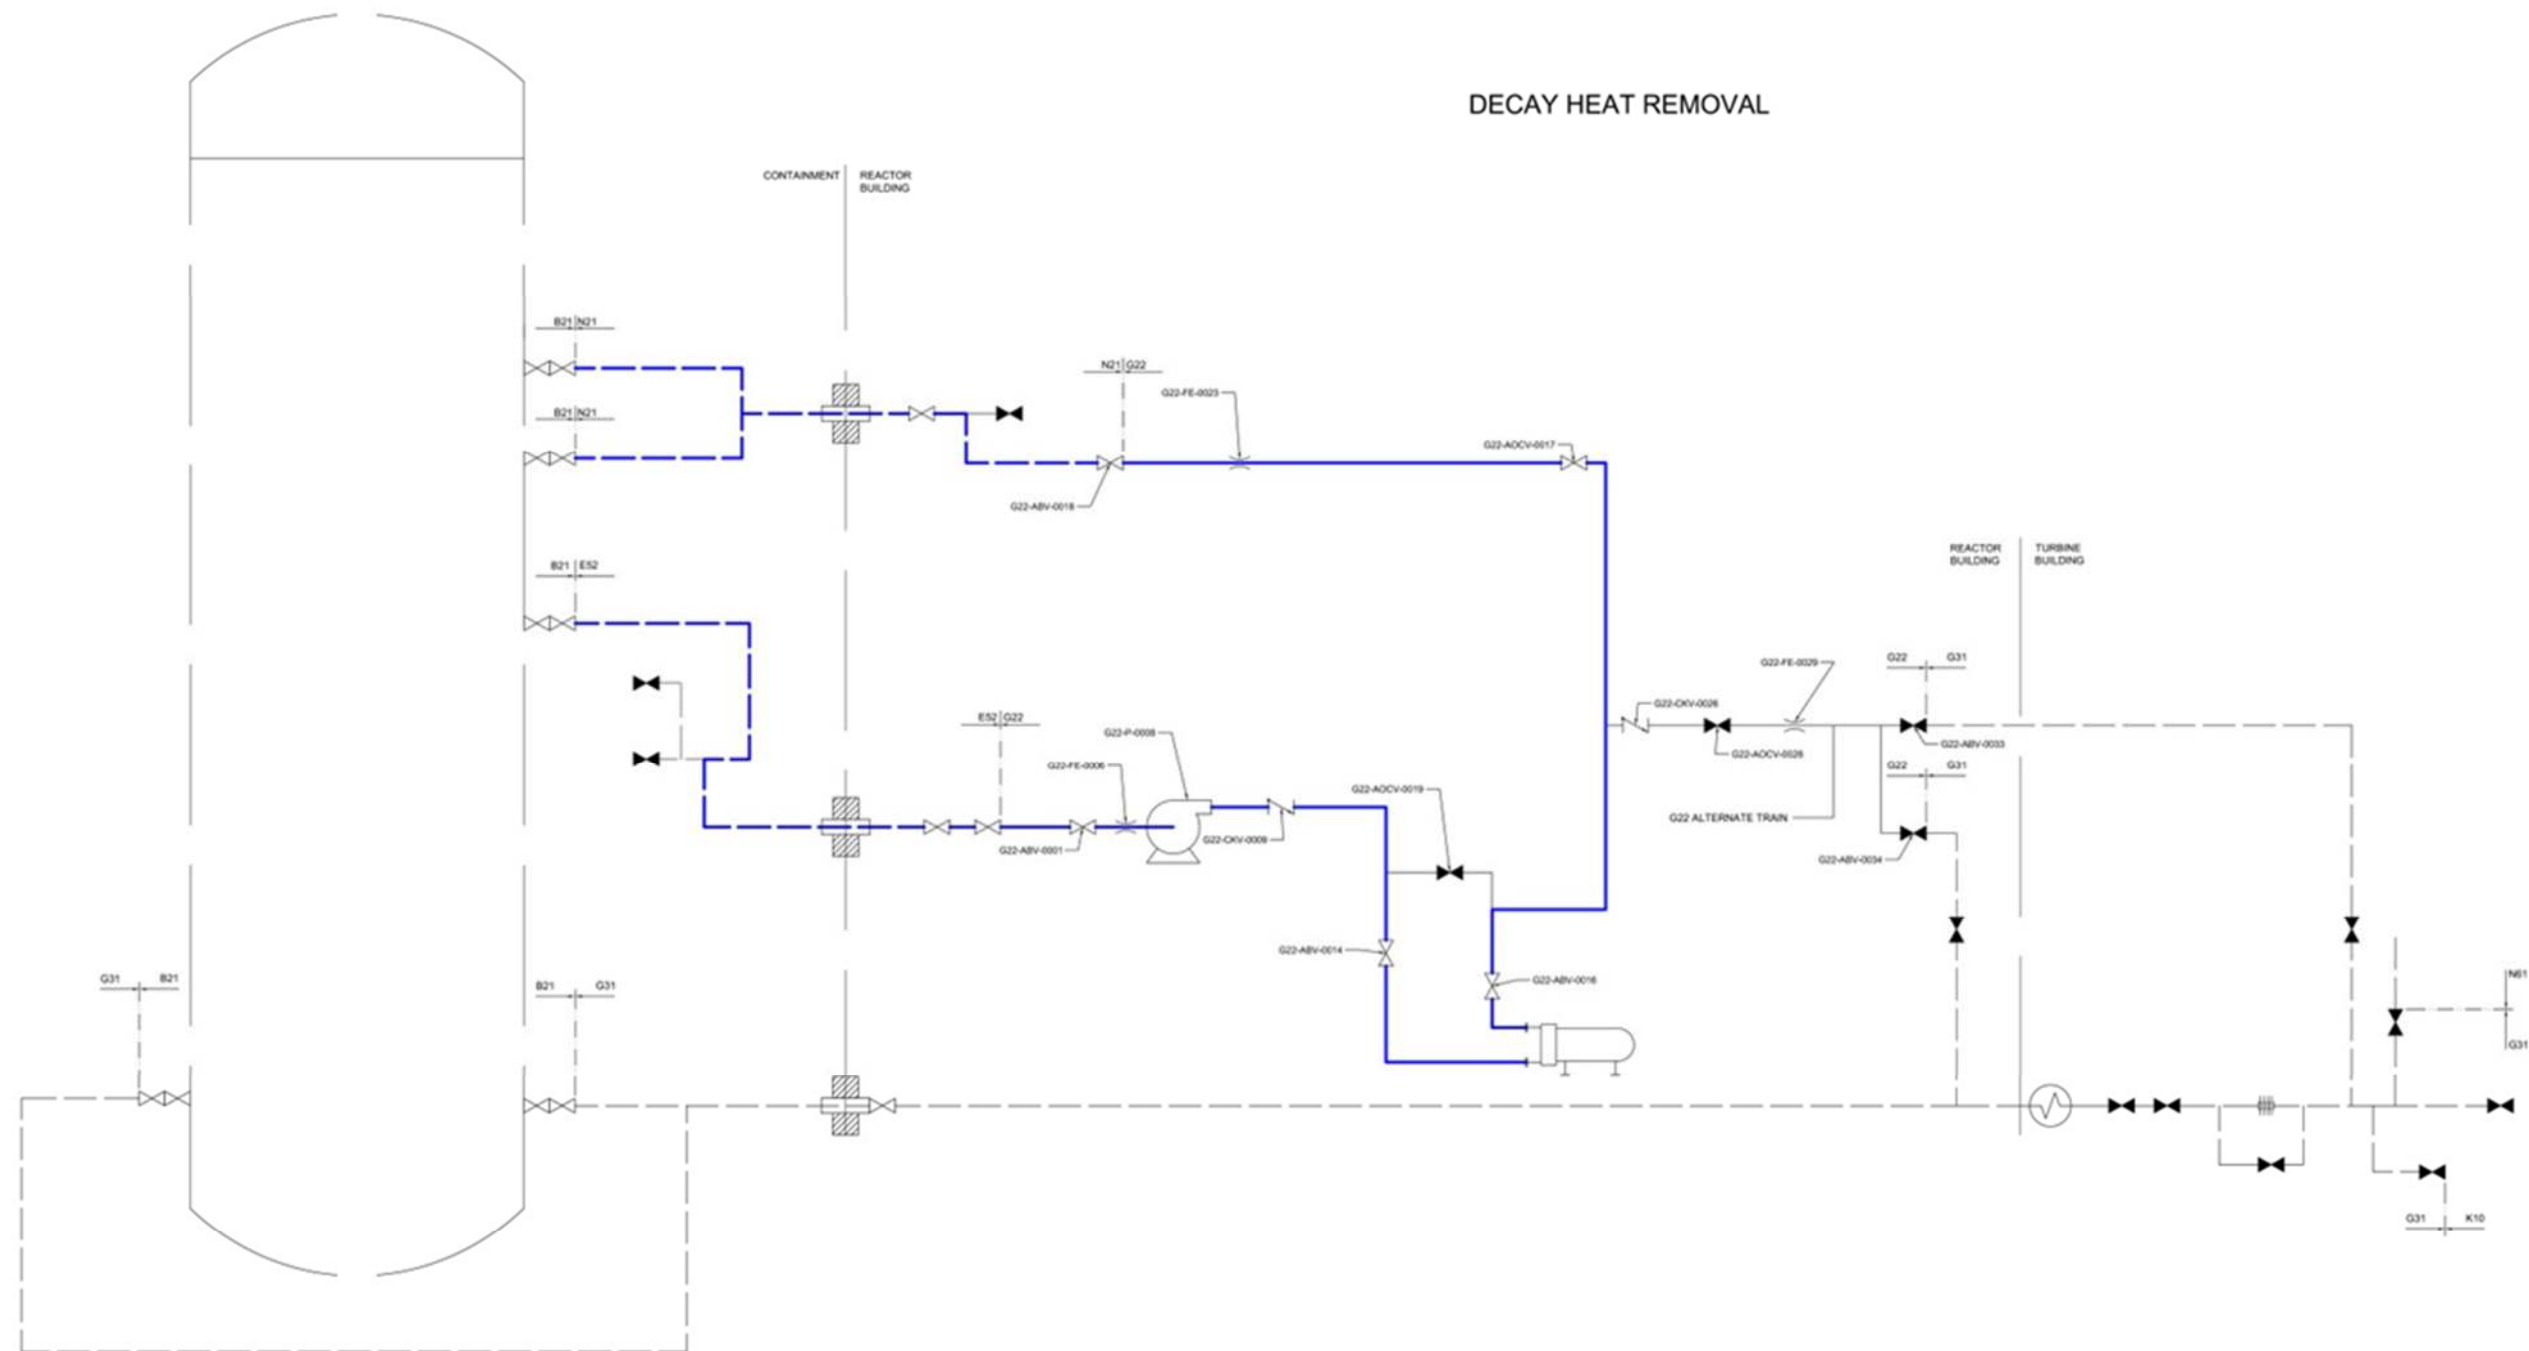 DECAY HEAT REMOVAL
CONTAINMENT
REACTOR
BUILDING
B21 N21
B21 N21
N21 G22
G22-FE-0023
G22-AOCV-0017
G22-ABV-0018
REACTOR
BUILDING
TURBINE
BUILDING
B21 E52
G22-FE-0029
G22 G31
G22-CKV-0026
E52 G22
G22-P-0008
G22-ABV-0033
G22-AOCV-0028
G22-FE-0006
G22 G31
G22-AOCV-0019
G22 ALTERNATE TRAIN
G22-CKV-0009
G22-ABV-0001
G22-ABV-0034
G22-ABV-0014
G22-ABV-0016
G31 B21
B21 G31
N61
G31
G31 K10